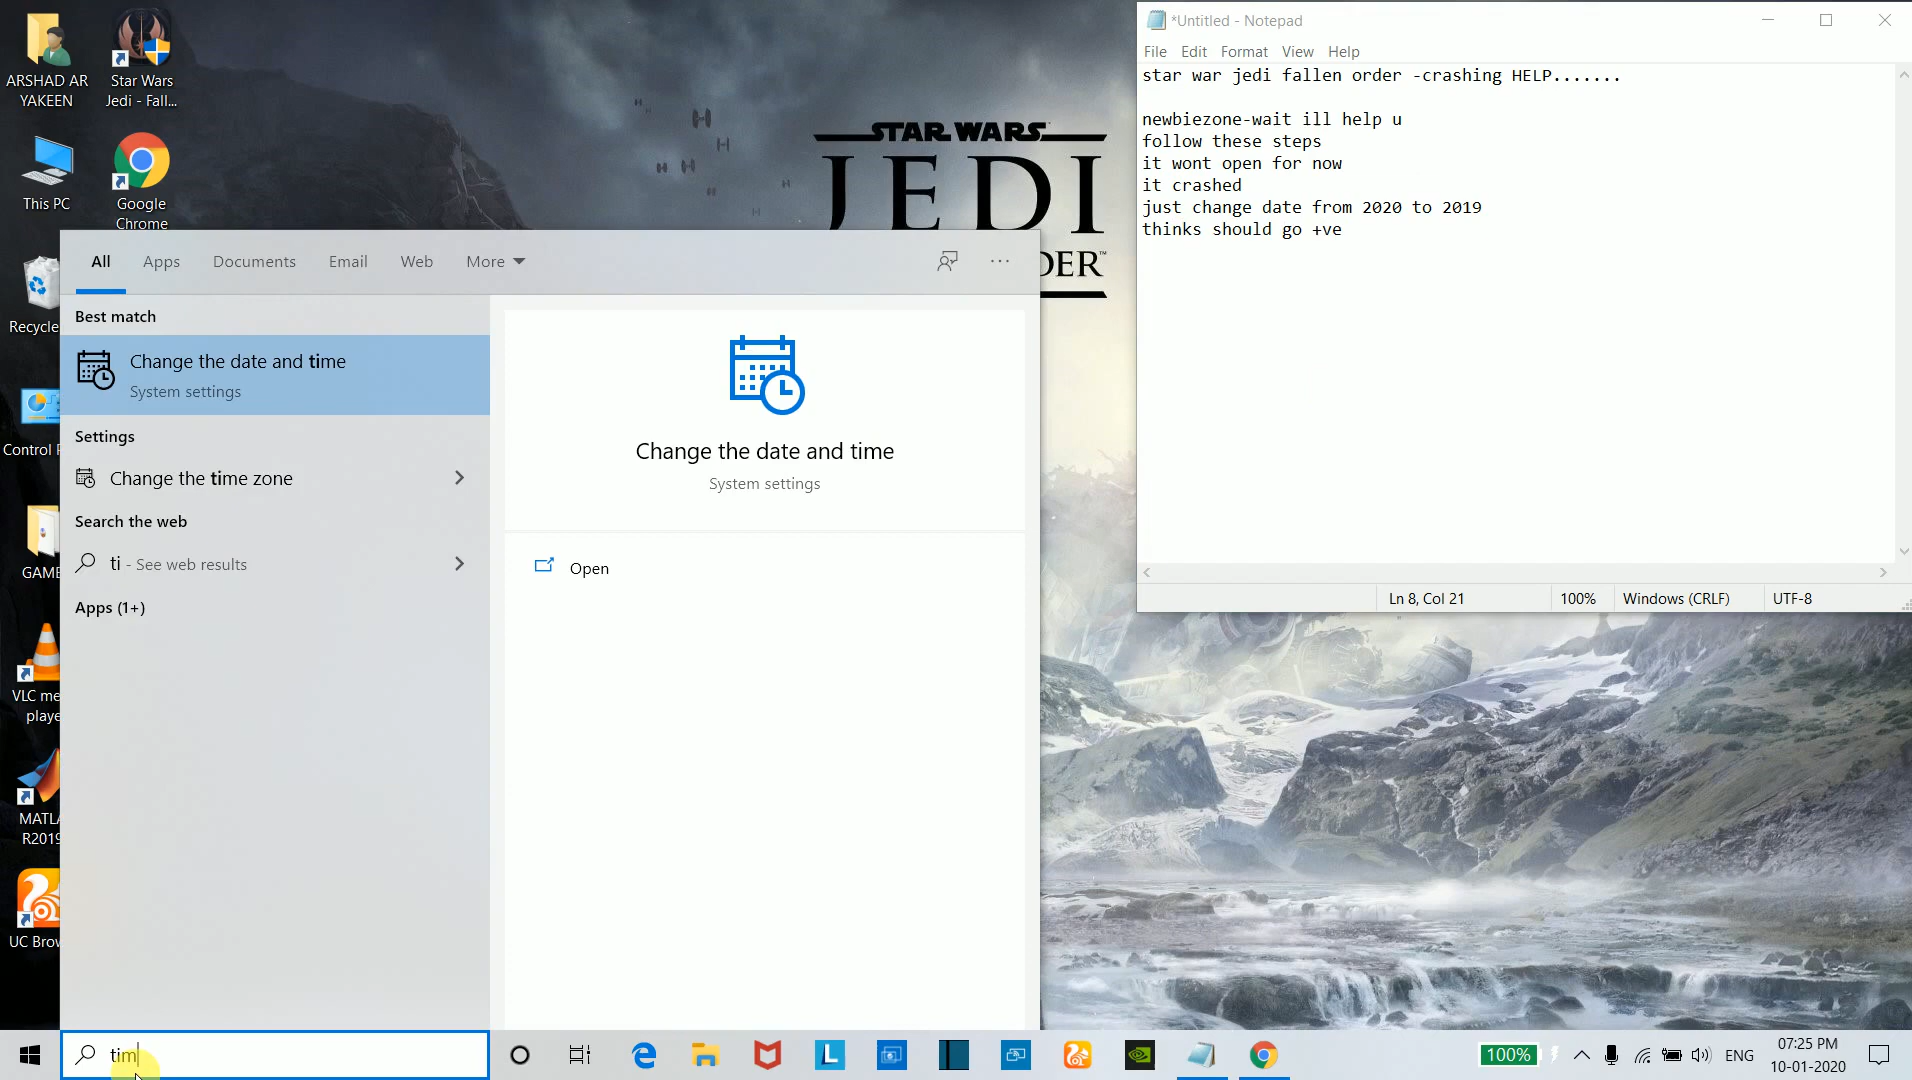 ARSHAD AR
YAKEEN
Star Wars
Jedi - Fall...
This PC
Google
Chrome
Recycle
Control P
GAME
VLC me
playe
MATLA
R2019
UC Brow
STAR WARS
JEDI
ORDER™
*Untitled - Notepad
File Edit Format View Help
star war jedi fallen order -crashing HELP.......
newbiezone-wait ill help u
follow these steps
it wont open for now
it crashed
just change date from 2020 to 2019
thinks should go +ve
Ln 8, Col 21 100% Windows (CRLF) UTF-8
All Apps Documents Email Web More
Best match
Change the date and time
System settings
Settings
Change the time zone
Search the web
ti - See web results
Apps (1+)
Change the date and time
System settings
Open
tim
100% ENG
07:25 PM
10-01-2020